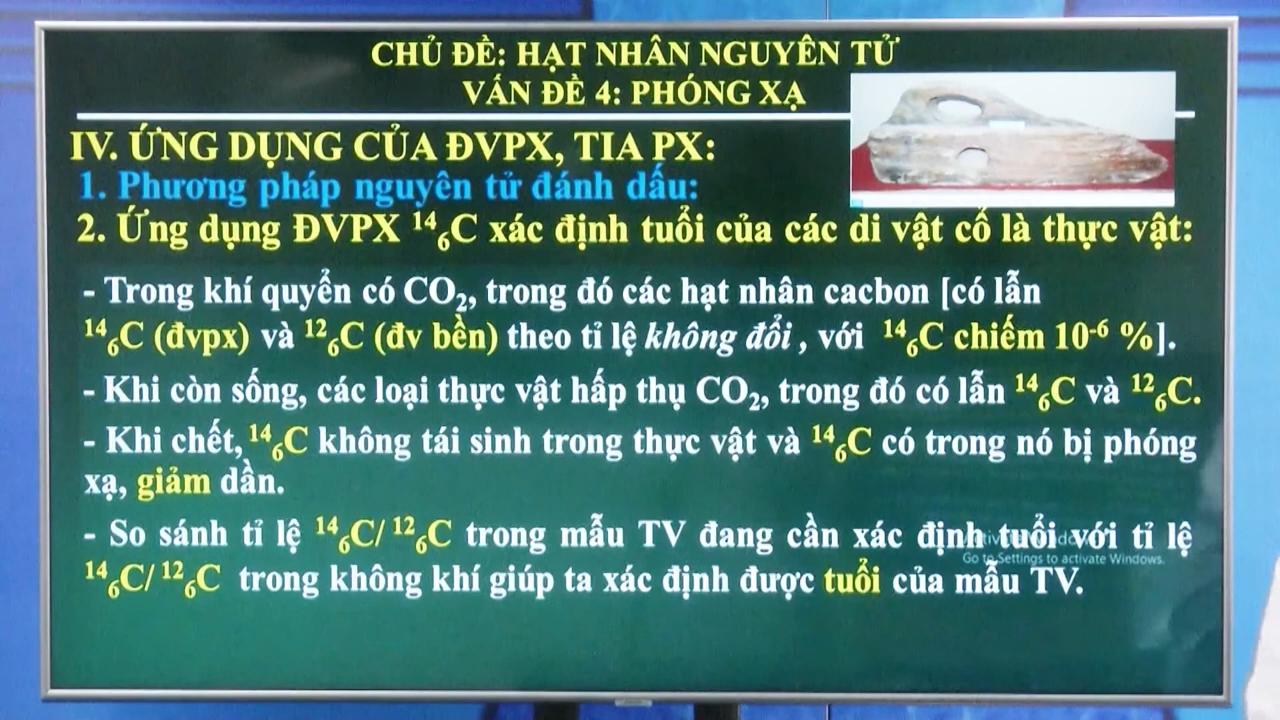 CHỦ ĐỀ: HẠT NHÂN NGUYÊN TỬ
VẤN ĐỀ 4: PHÓNG XẠ
IV. ỨNG DỤNG CỦA ĐVPX, TIA PX:
1. Phương pháp nguyên tử đánh dấu:
2. Ứng dụng ĐVPX ¹⁴₆C xác định tuổi của các di vật cổ là thực vật:
- Trong khí quyển có CO₂, trong đó các hạt nhân cacbon [có lẫn
¹⁴₆C (đvpx) và ¹²₆C (đv bền) theo tỉ lệ không đổi , với ¹⁴₆C chiếm 10⁻⁶ %].
- Khi còn sống, các loại thực vật hấp thụ CO₂, trong đó có lẫn ¹⁴₆C và ¹²₆C.
- Khi chết, ¹⁴₆C không tái sinh trong thực vật và ¹⁴₆C có trong nó bị phóng
xạ, giảm dần.
- So sánh tỉ lệ ¹⁴₆C/ ¹²₆C trong mẫu TV đang cần xác định tuổi với tỉ lệ
¹⁴₆C/ ¹²₆C trong không khí giúp ta xác định được tuổi của mẫu TV.
Activate Windows
Go to Settings to activate Windows.